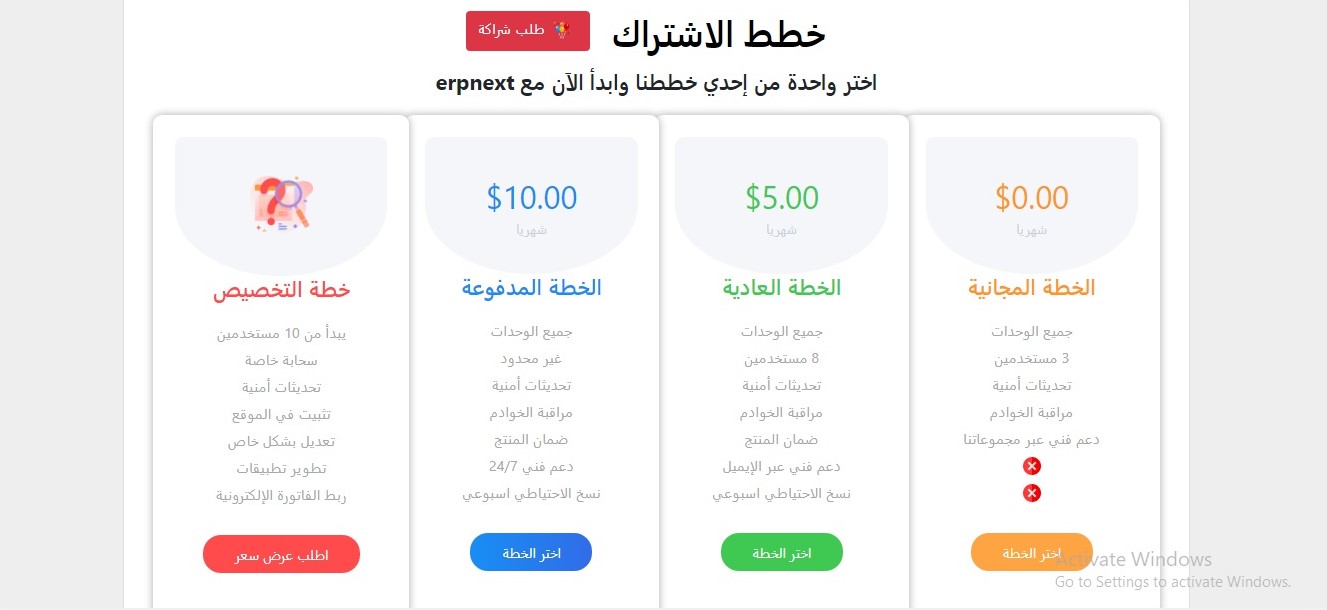 خطط الاشتراك
طلب شراكة
اختر واحدة من إحدي خططنا وابدأ الآن مع erpnext
$0.00
شهريا
الخطة المجانية
جميع الوحدات
3 مستخدمين
تحديثات أمنية
مراقبة الخوادم
دعم فني عبر مجموعاتنا
اختر الخطة
$5.00
شهريا
الخطة العادية
جميع الوحدات
8 مستخدمين
تحديثات أمنية
مراقبة الخوادم
ضمان المنتج
دعم فني عبر الإيميل
نسخ الاحتياطي اسبوعي
اختر الخطة
$10.00
شهريا
الخطة المدفوعة
جميع الوحدات
غير محدود
تحديثات أمنية
مراقبة الخوادم
ضمان المنتج
دعم فني 24/7
نسخ الاحتياطي اسبوعي
اختر الخطة
خطة التخصيص
يبدأ من 10 مستخدمين
سحابة خاصة
تحديثات أمنية
تثبيت في الموقع
تعديل بشكل خاص
تطوير تطبيقات
ربط الفاتورة الإلكترونية
اطلب عرض سعر
Activate Windows
Go to Settings to activate Windows.